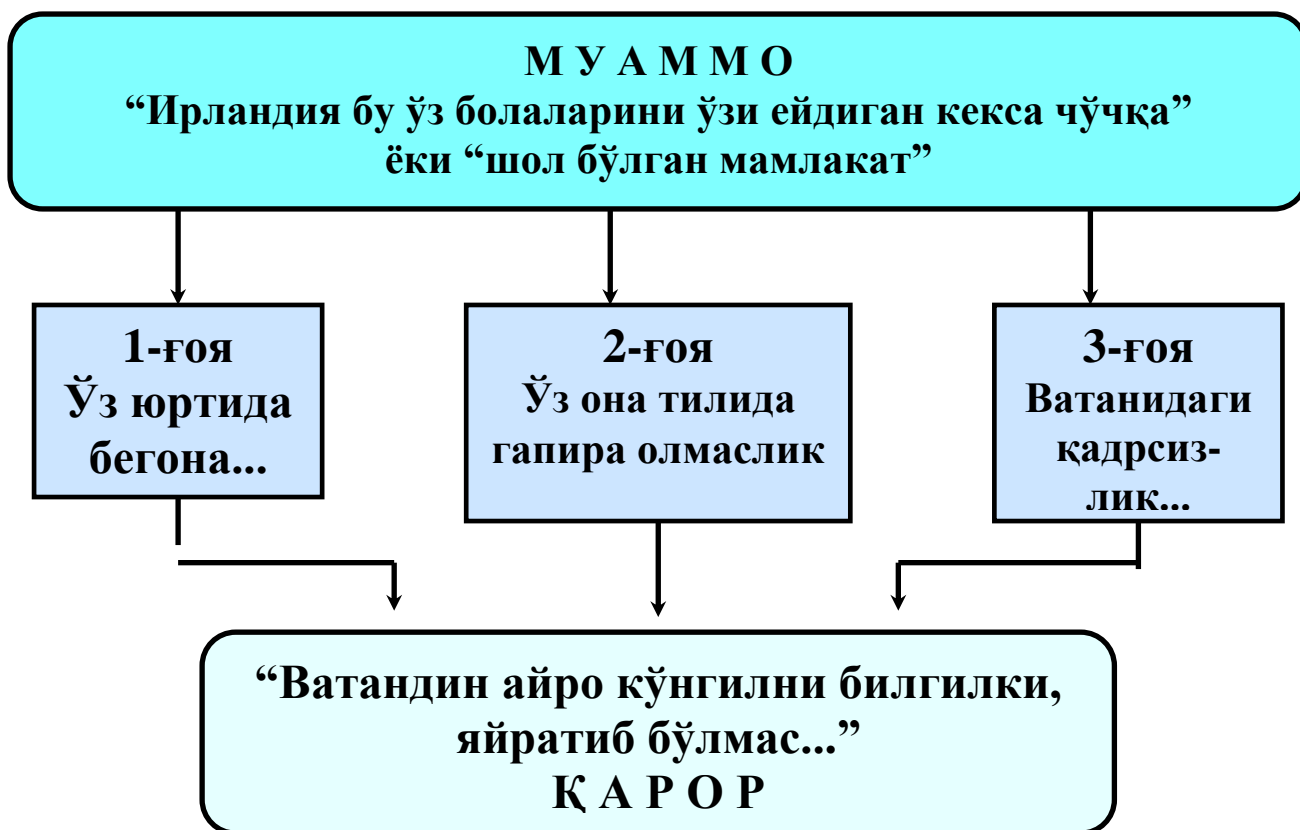 М У А М М О
“Ирландия бу ўз болаларини ўзи ейдиган кекса чўчқа”
ёки “шол бўлган мамлакат”
1-ғоя
Ўз юртида
бегона...
2-ғоя
Ўз она тилида
гапира олмаслик
3-ғоя
Ватанидаги
қадрсиз-
лик...
“Ватандин айро кўнгилни билгилки,
яйратиб бўлмас...”
Қ А Р О Р